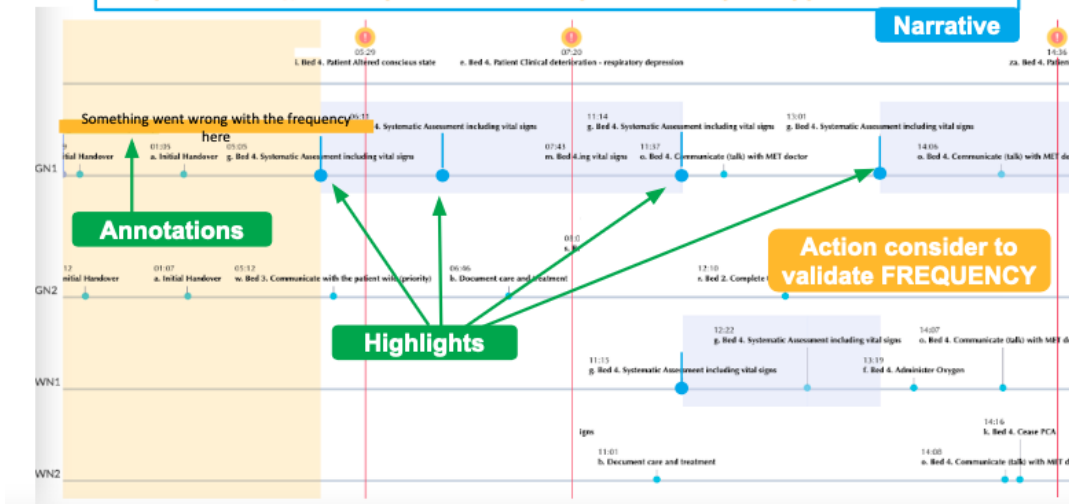 Narrative
05:29
07:20
14:36
i. Bed 4. Patient Altered conscious state
e. Bed 4. Patient Clinical deterioration - respiratory depression
za. Bed 4. Patien
Something went wrong with the frequency
here
4. Systematic Assessment including vital signs
11:14
g. Bed 4. Systematic Assessment including vital signs
13:01
g. Bed 4. Systematic Assessment including vital signs
tial Handover
01:05
a. Initial Handover
05:05
g. Bed 4. Systematic Assessment including vital signs
07:43
m. Bed 4.
ing vital signs
11:37
o. Bed 4. Communicate (talk) with MET doctor
14:06
o. Bed 4. Communicate (talk) with MET do
GN1
Annotations
Action consider to
validate FREQUENCY
12
nitial Handover
01:07
a. Initial Handover
05:12
w. Bed 3. Communicate with the patient
(priority)
06:46
h. Document care and treatment
12:10
r. Bed 2. Complete
GN2
Highlights
12:22
g. Bed 4. Systematic Assessment including vital signs
14:07
o. Bed 4. Communicate (talk) with MET do
11:15
g. Bed 4. Systematic Assessment including vital signs
13:19
f. Bed 4. Administer Oxygen
WN1
14:16
k. Bed 4. Cease PCA
igns
11:01
h. Document care and treatment
14:08
o. Bed 4. Communicate (talk) with MET d
WN2